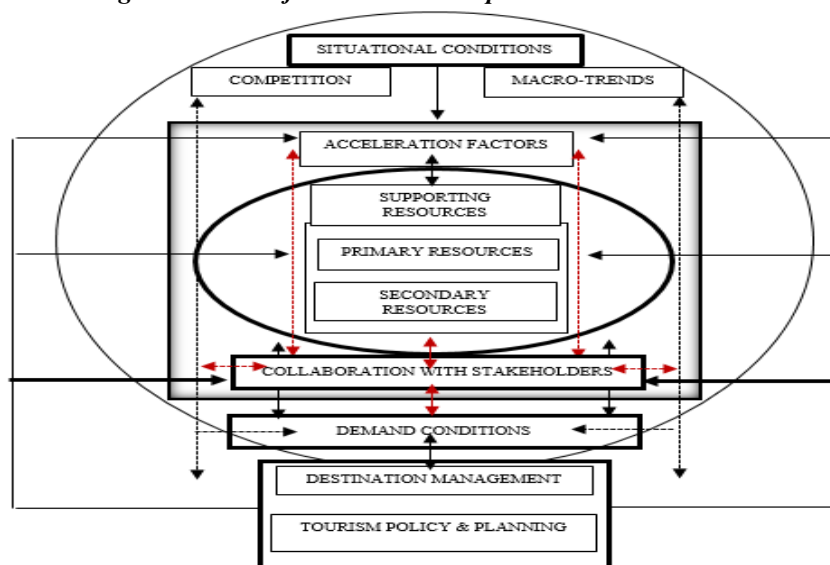 SITUATIONAL CONDITIONS
COMPETITION
MACRO-TRENDS
ACCELERATION FACTORS
SUPPORTING
RESOURCES
PRIMARY RESOURCES
SECONDARY
RESOURCES
COLLABORATION WITH STAKEHOLDERS
DEMAND CONDITIONS
DESTINATION MANAGEMENT
TOURISM POLICY & PLANNING